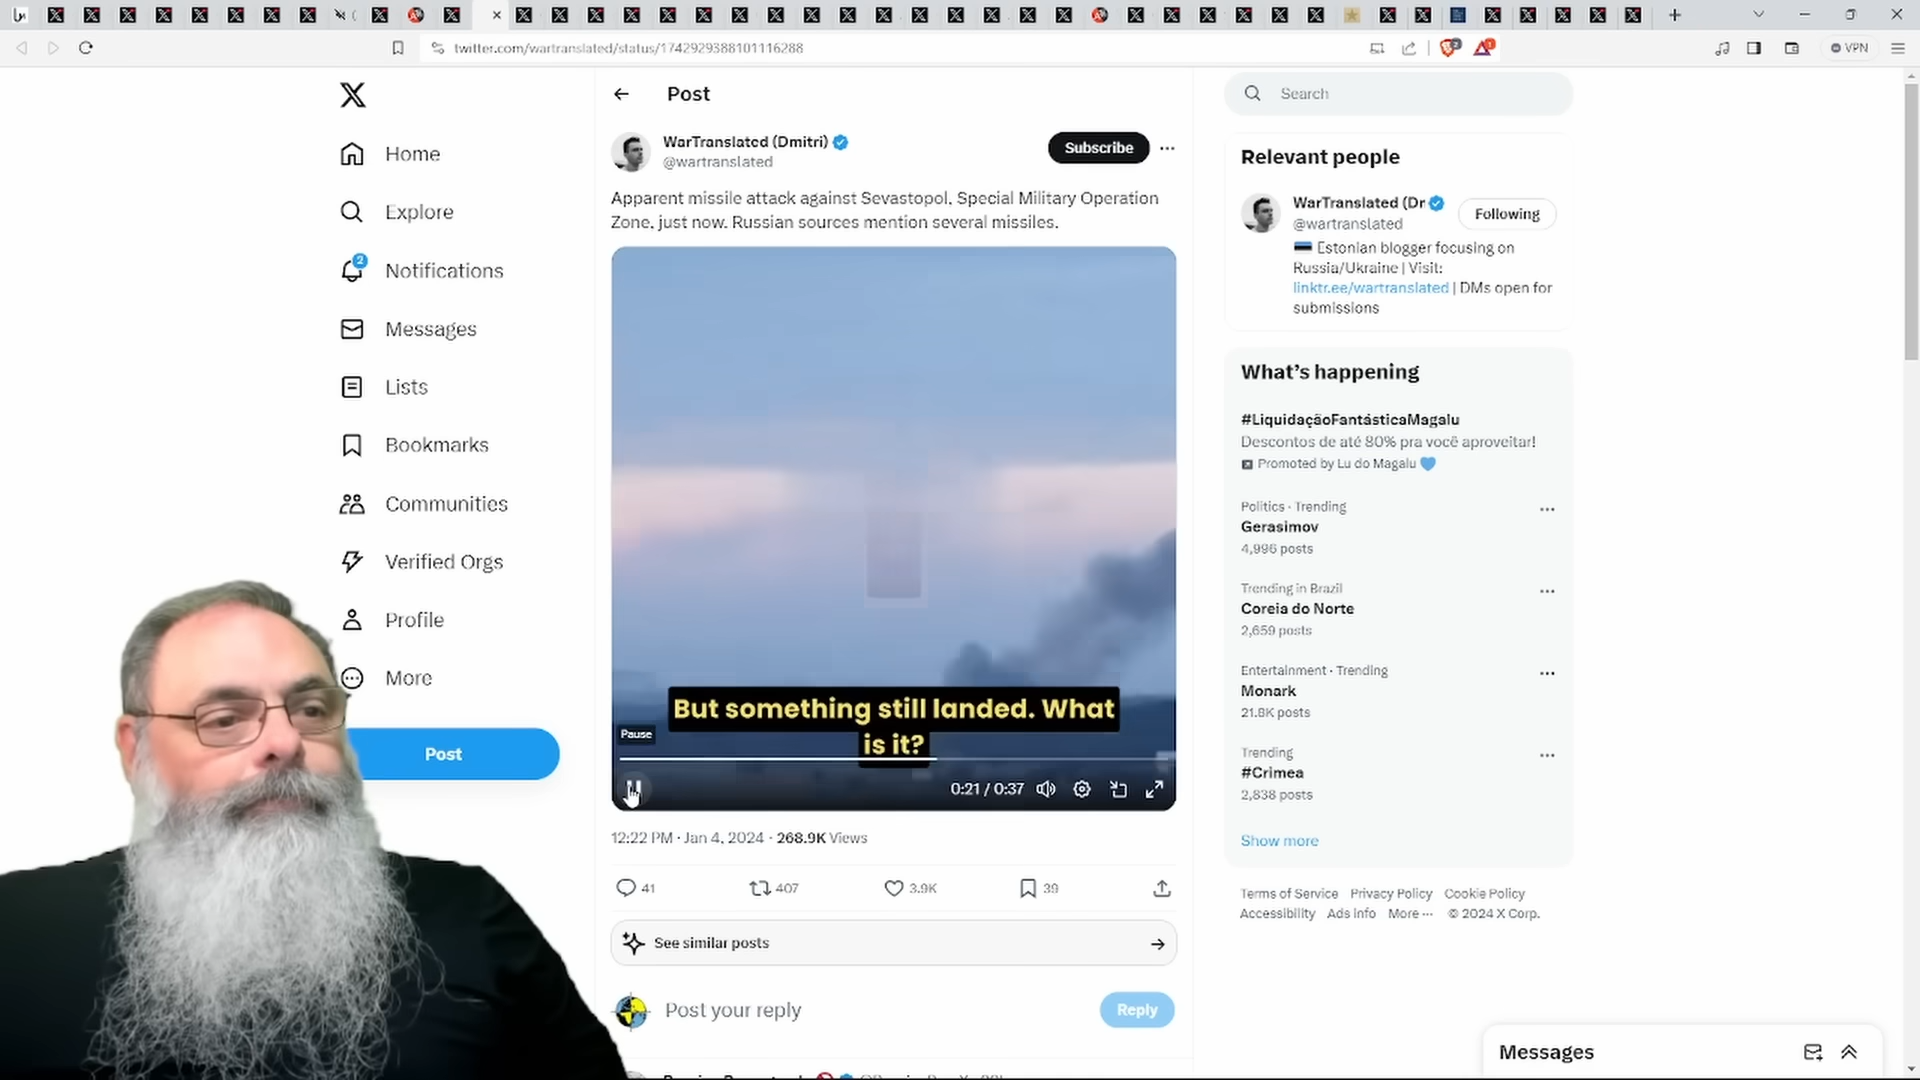 twitter.com/wartranslated/status/1742929388101116288
VPN
Home
Explore
2
Notifications
Messages
Lists
Bookmarks
Communities
Verified Orgs
Profile
More
Post
Post
WarTranslated (Dmitri)
@wartranslated
Subscribe
Apparent missile attack against Sevastopol, Special Military Operation
Zone, just now. Russian sources mention several missiles.
But something still landed. What
is it?
Pause
0:21 / 0:37
12:22 PM · Jan 4, 2024 · 268.9K Views
41
407
3.9K
39
See similar posts
Post your reply
Reply
Search
Relevant people
WarTranslated (Dr
@wartranslated
Following
Estonian blogger focusing on
Russia/Ukraine | Visit:
linktr.ee/wartranslated | DMs open for
submissions
What's happening
#LiquidaçãoFantásticaMagalu
Descontos de até 80% pra você aproveitar!
Promoted by Lu do Magalu
Politics · Trending
Gerasimov
4,996 posts
Trending in Brazil
Coreia do Norte
2,659 posts
Entertainment · Trending
Monark
21.8K posts
Trending
#Crimea
2,838 posts
Show more
Terms of Service Privacy Policy Cookie Policy
Accessibility Ads info More ··· © 2024 X Corp.
Messages